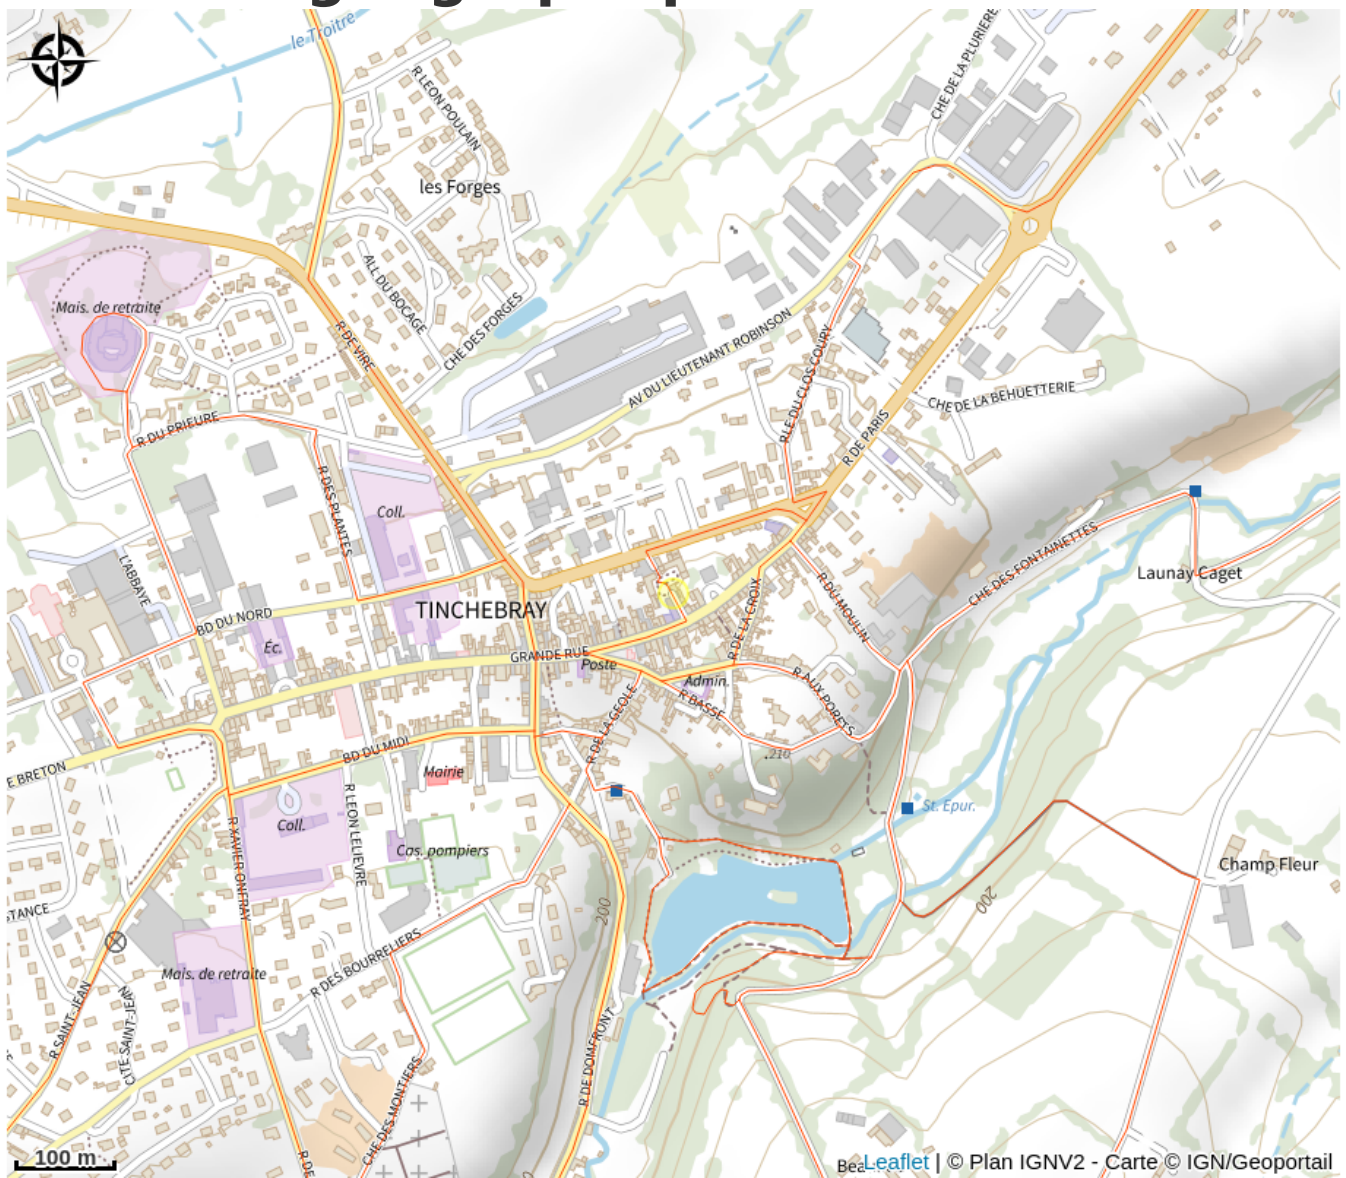 le Troitre
CHE DE LA PLURIERE
R LEON POULAIN
les Forges
ALL DU BOCAGE
Mais. de retraite
R DE VIRE
CHE DES FORGES
AV DU LIEUTENANT ROBINSON
RLE DU CLOS COURY
CHE DE LA BEHUETTERIE
R DE PARIS
R DU PRIEURE
R DES PLANTES
Coll.
L'ABBAYE
CHE DES FONTAINETTES
Launay Caget
TINCHEBRAY
BD DU NORD
R DU MOULIN
R DE LA CROIX
Éc.
GRANDE RUE
Poste
Admin.
R AUX PORETS
R BASSE
R DE LA GEOLE
BD DU MIDI
.210
E BRETON
Mairie
St. Epur.
Coll.
R LEON LELIEVRE
R XAVIER ONFRAY
Cas. pompiers
Champ Fleur
STANCE
200
200
R DES BOURRELIERS
Mais. de retraite
R SAINT-JEAN
CITE SAINT-JEAN
R DE DOMFRONT
CHE DES MONTIERS
R DE
100 m
Leaflet | © Plan IGNV2 - Carte © IGN/Geoportail